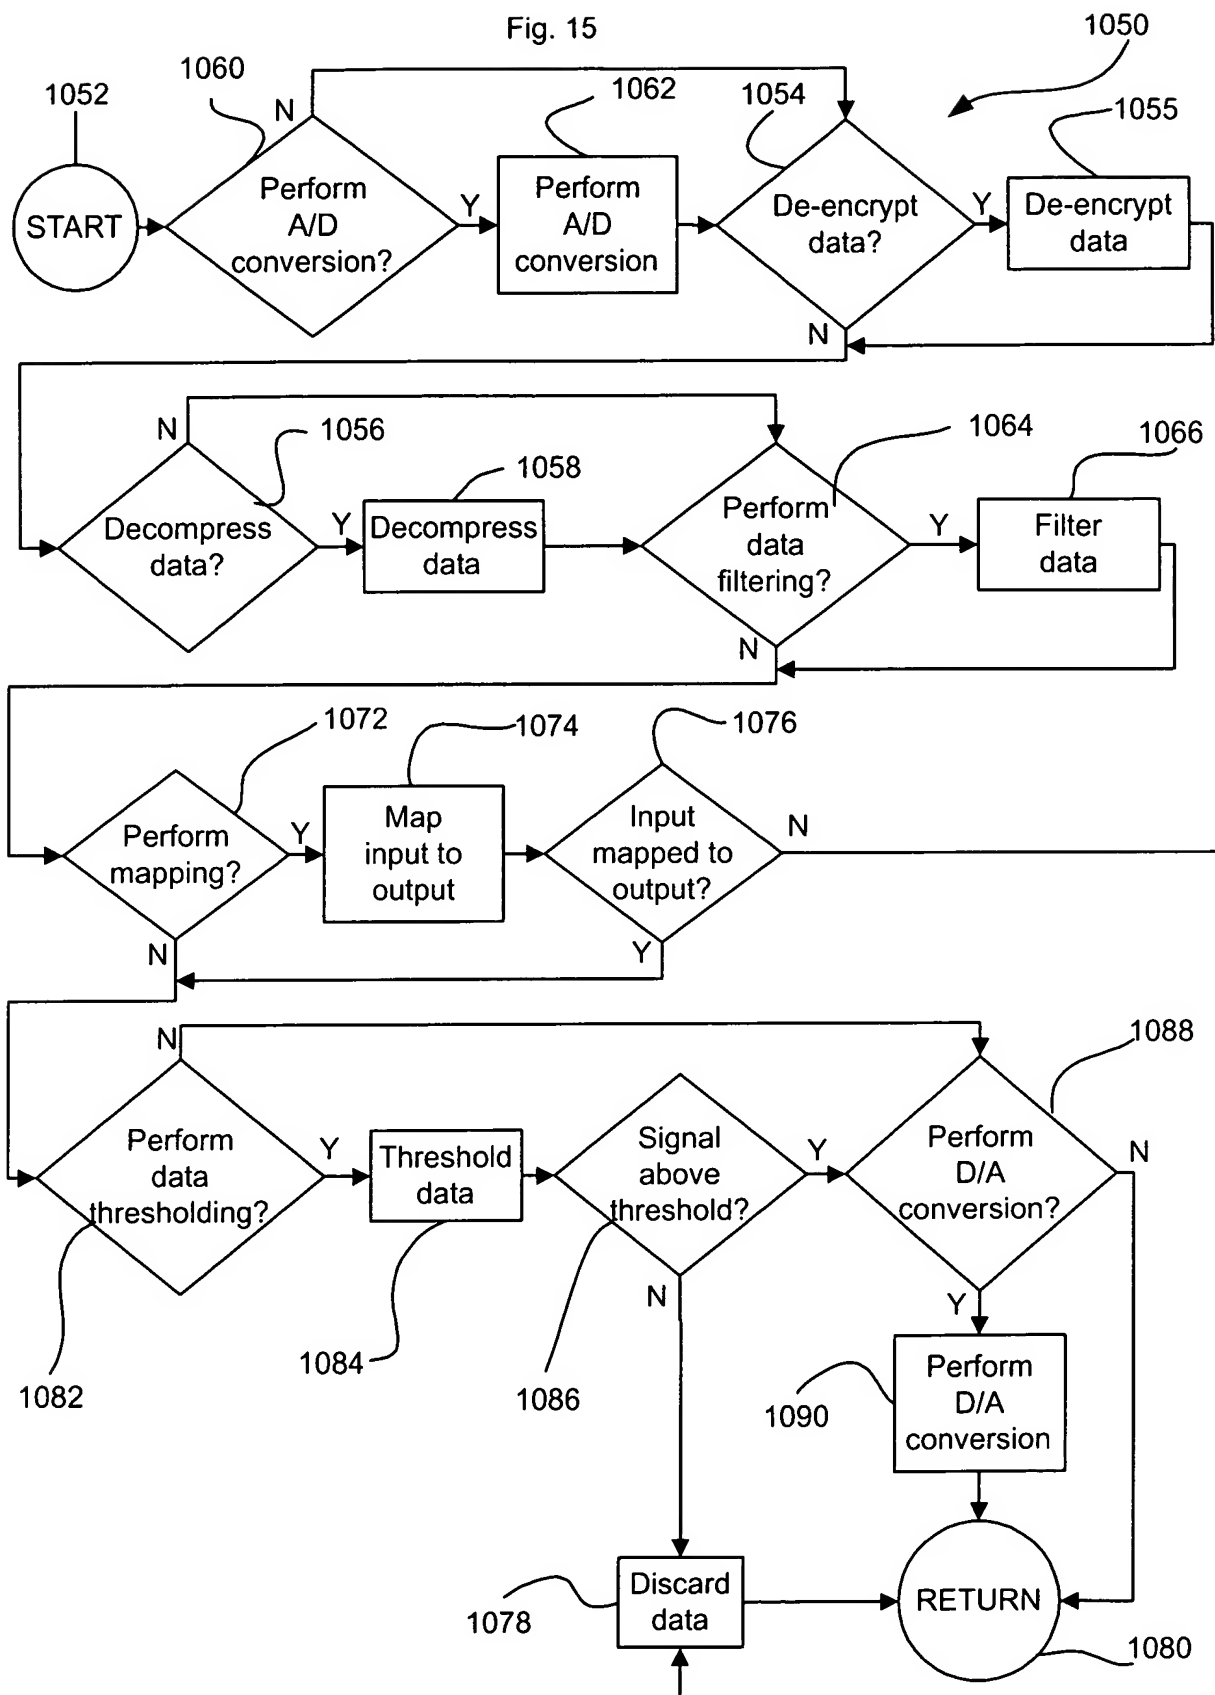 Fig. 15
1050
1060
N
1062
1054
1055
1052
START
Perform
A/D
conversion?
Y
Perform
A/D
conversion
De-encrypt
data?
Y
De-encrypt
data
N
N
1056
1058
1064
1066
Decompress
data?
Y
Decompress
data
Perform
data
filtering?
Y
Filter
data
N
1072
1074
1076
Perform
mapping?
Y
Map
input to
output
Input
mapped to
output?
N
N
Y
N
1088
Perform
data
thresholding?
Y
Threshold
data
Signal
above
threshold?
Y
Perform
D/A
conversion?
N
1082
1084
1086
N
Y
1090
Perform
D/A
conversion
1078
Discard
data
RETURN
1080